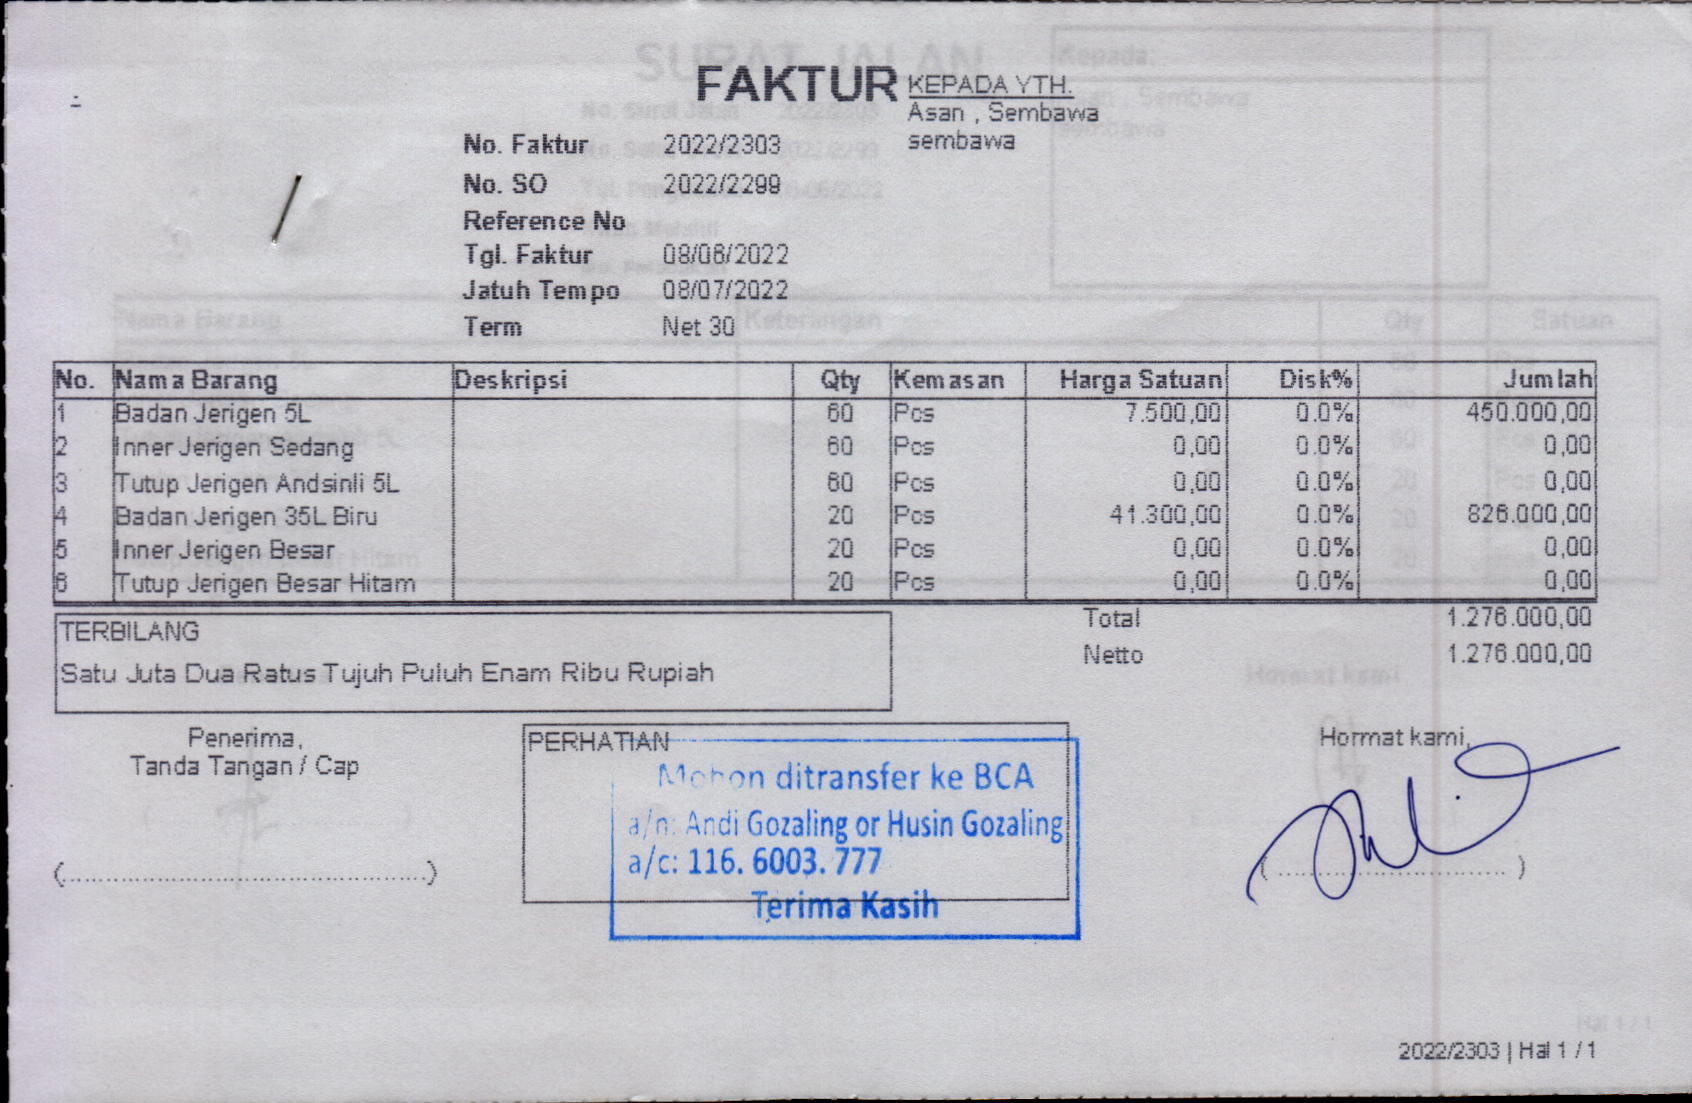 FAKTUR
KEPADA YTH.
Asan , Sembawa
sembawa
No. Faktur 2022/2303
No. SO 2022/2299
Reference No
Tgl. Faktur 08/06/2022
Jatuh Tempo 08/07/2022
Term Net 30
No. Nama Barang Deskripsi Qty Kemasan Harga Satuan Disk% Jumlah
1 Badan Jerigen 5L 60 Pcs 7.500,00 0.0% 450.000,00
2 Inner Jerigen Sedang 60 Pcs 0,00 0.0% 0,00
3 Tutup Jerigen Andsinli 5L 60 Pcs 0,00 0.0% 0,00
4 Badan Jerigen 35L Biru 20 Pcs 41.300,00 0.0% 826.000,00
5 Inner Jerigen Besar 20 Pcs 0,00 0.0% 0,00
6 Tutup Jerigen Besar Hitam 20 Pcs 0,00 0.0% 0,00
Total 1.276.000,00
Netto 1.276.000,00
TERBILANG
Satu Juta Dua Ratus Tujuh Puluh Enam Ribu Rupiah
Penerima,
Tanda Tangan / Cap
(................................................)
PERHATIAN
Mohon ditransfer ke BCA
a/n: Andi Gozaling or Husin Gozaling
a/c: 116. 6003. 777
Terima Kasih
Hormat kami,
(................................)
2022/2303 | Hal 1 / 1